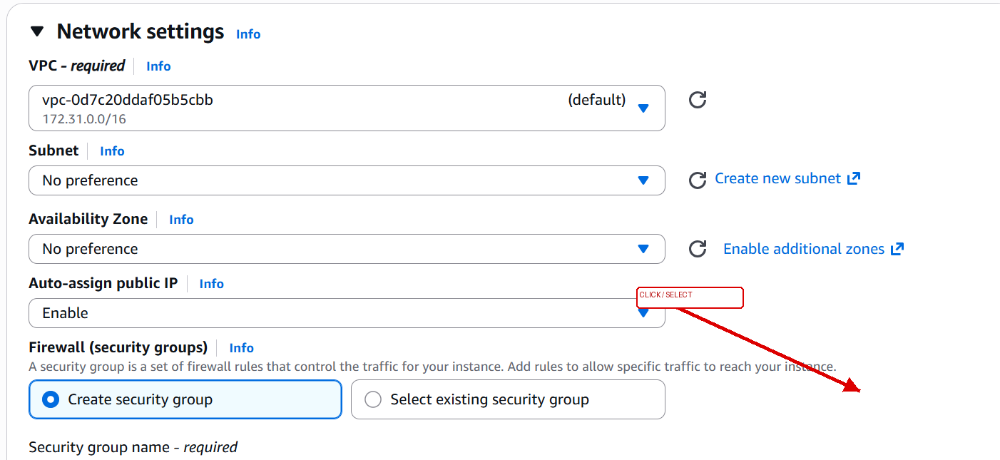 Network settings Info
VPC - required Info
vpc-0d7c20ddaf05b5cbb (default)
172.31.0.0/16
Subnet Info
No preference
Create new subnet
Availability Zone Info
No preference
Enable additional zones
Auto-assign public IP Info
CLICK/SELECT
Enable
Firewall (security groups) Info
A security group is a set of firewall rules that control the traffic for your instance. Add rules to allow specific traffic to reach your instance.
Create security group
Select existing security group
Security group name - required